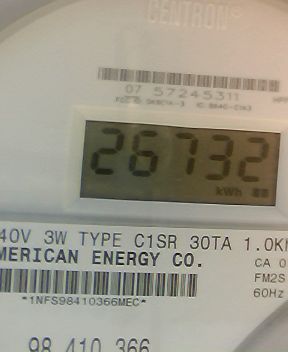 CENTRON®
07 57245311
26732
kWh
40V 3W TYPE C1SR 30TA 1.0K
MERICAN ENERGY CO.
CA 0
FM2S
60Hz
*1NFS98410366MEC*
98 410 366